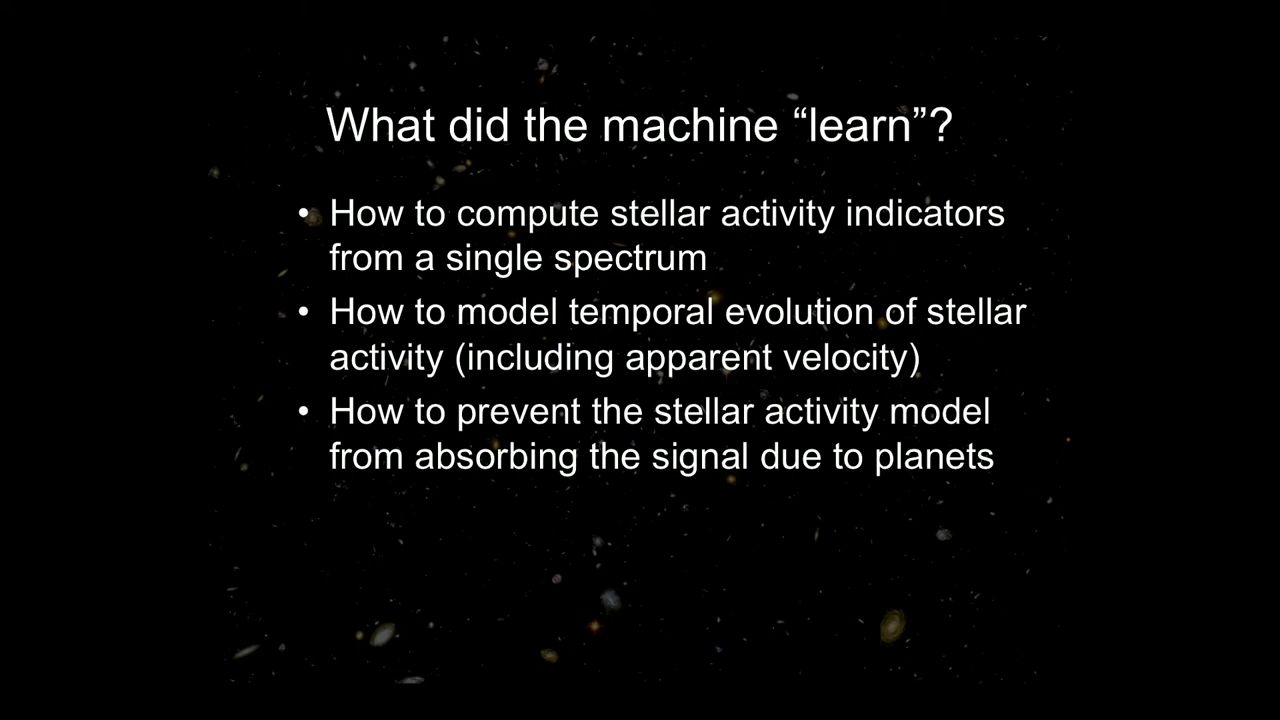 What did the machine “learn”?
• How to compute stellar activity indicators
from a single spectrum
• How to model temporal evolution of stellar
activity (including apparent velocity)
• How to prevent the stellar activity model
from absorbing the signal due to planets